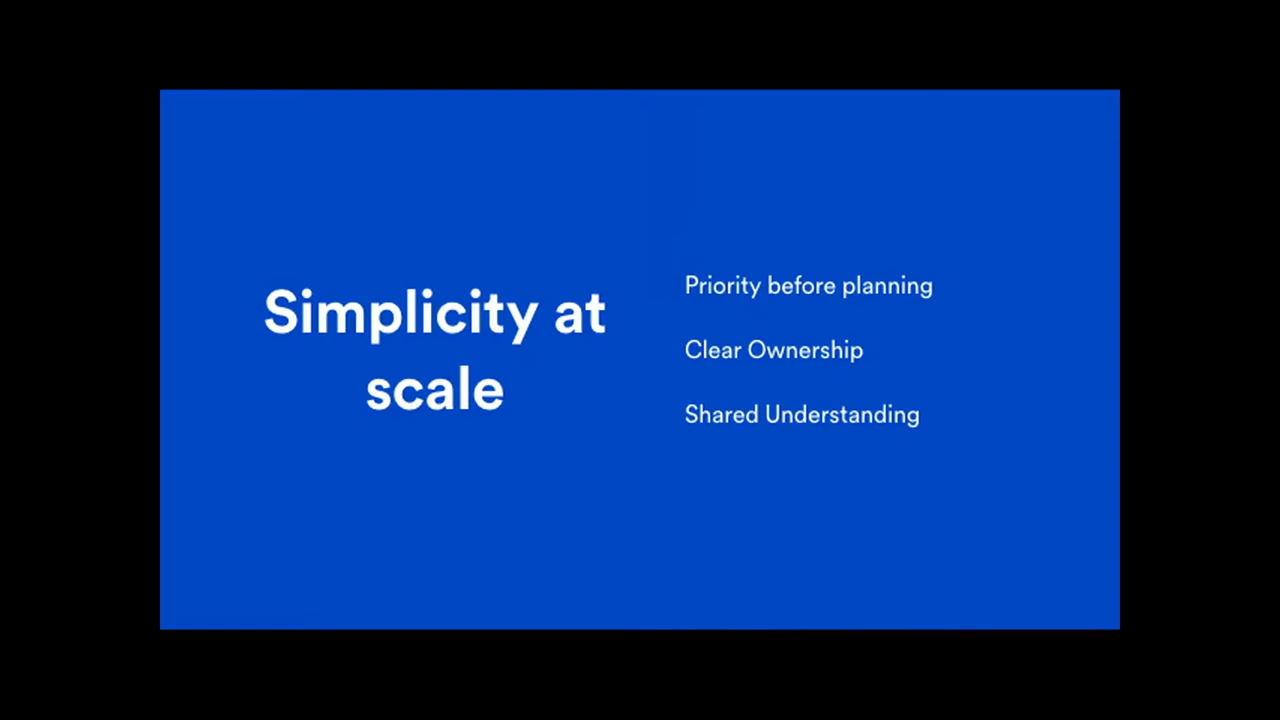 Simplicity at
scale
Priority before planning
Clear Ownership
Shared Understanding